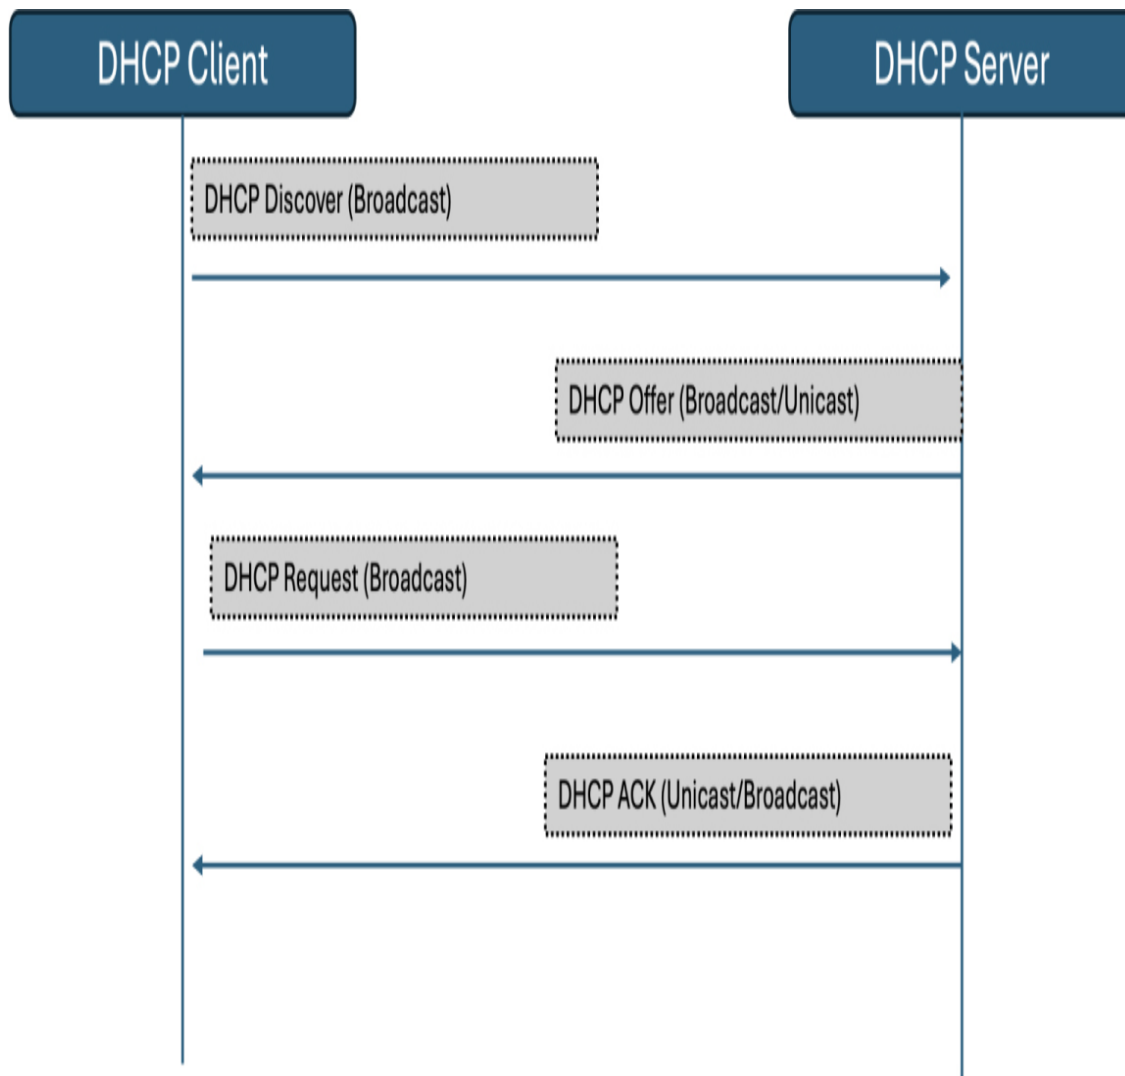 DHCP Client
DHCP Server
DHCP Discover (Broadcast)
DHCP Offer (Broadcast/Unicast)
DHCP Request (Broadcast)
DHCP ACK (Unicast/Broadcast)